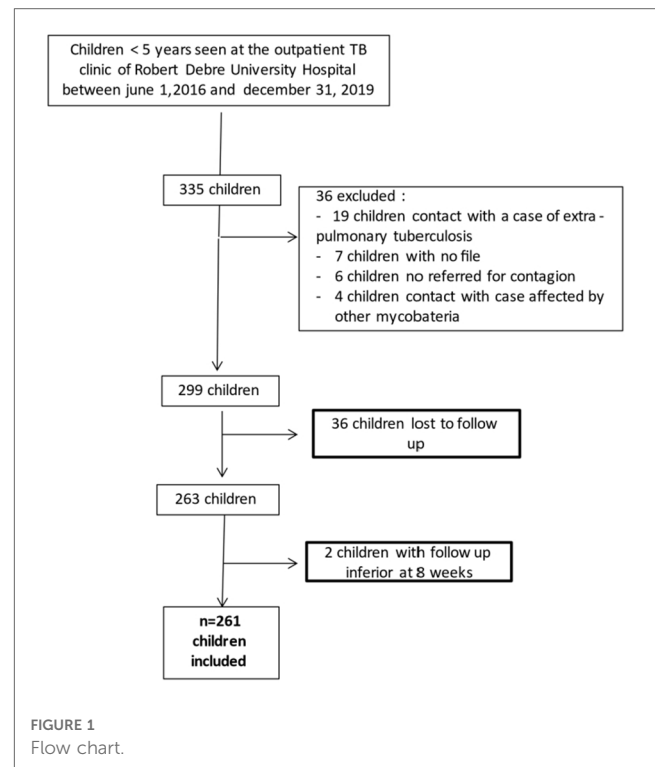 Children < 5 years seen at the outpatient TB
clinic of Robert Debre University Hospital
between june 1,2016 and december 31, 2019
335 children
36 excluded :
- 19 children contact with a case of extra-
pulmonary tuberculosis
- 7 children with no file
- 6 children no referred for contagion
- 4 children contact with case affected by
other mycobateria
299 children
36 children lost to follow
up
263 children
2 children with follow up
inferior at 8 weeks
n=261
children
included
FIGURE 1
Flow chart.